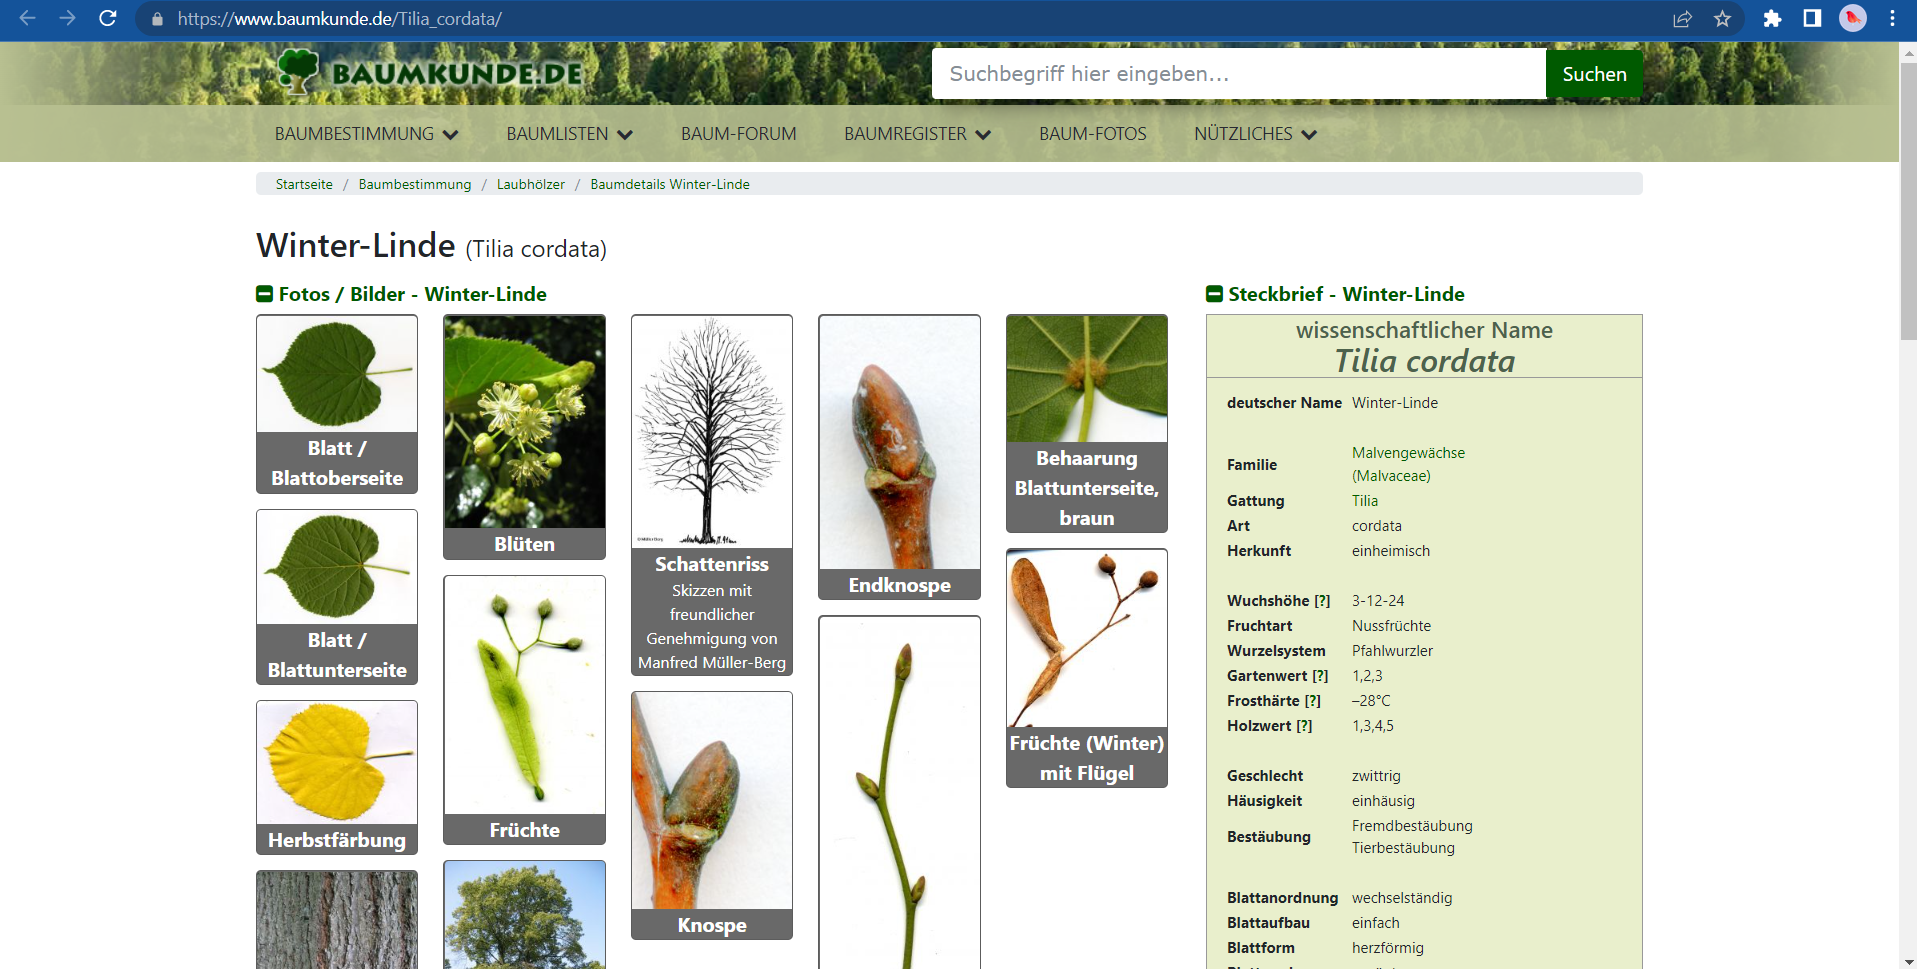 https://www.baumkunde.de/Tilia_cordata/
BAUMKUNDE.DE
Suchbegriff hier eingeben...
Suchen
BAUMBESTIMMUNG
BAUMLISTEN
BAUM-FORUM
BAUMREGISTER
BAUM-FOTOS
NÜTZLICHES
Startseite / Baumbestimmung / Laubhölzer / Baumdetails Winter-Linde
Winter-Linde (Tilia cordata)
Fotos / Bilder - Winter-Linde
Blatt /
Blattoberseite
Blatt /
Blattunterseite
Herbstfärbung
Blüten
Früchte
Schattenriss
Skizzen mit
freundlicher
Genehmigung von
Manfred Müller-Berg
Knospe
Endknospe
Behaarung
Blattunterseite,
braun
Früchte (Winter)
mit Flügel
Steckbrief - Winter-Linde
wissenschaftlicher Name
Tilia cordata
deutscher Name Winter-Linde
Familie Malvengewächse
(Malvaceae)
Gattung Tilia
Art cordata
Herkunft einheimisch
Wuchshöhe [?] 3-12-24
Fruchtart Nussfrüchte
Wurzelsystem Pfahlwurzler
Gartenwert [?] 1,2,3
Frosthärte [?] –28°C
Holzwert [?] 1,3,4,5
Geschlecht zwittrig
Häusigkeit einhäusig
Bestäubung Fremdbestäubung
Tierbestäubung
Blattanordnung wechselständig
Blattaufbau einfach
Blattform herzförmig